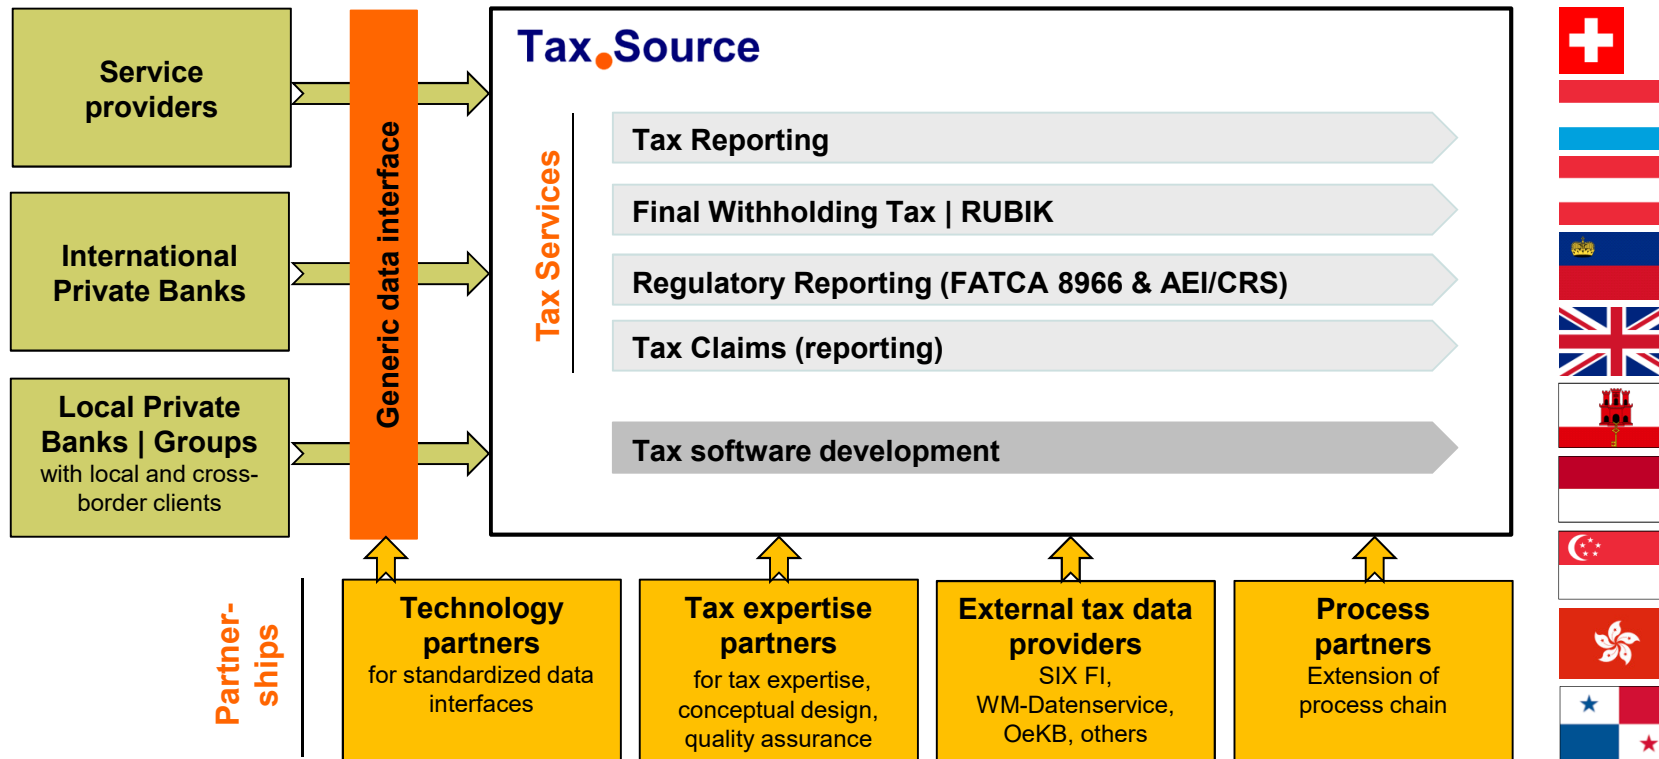 Service
providers
International
Private Banks
Local Private
Banks | Groups
with local and cross-
border clients
Generic data interface
Tax.Source
Tax Services
Tax Reporting
Final Withholding Tax | RUBIK
Regulatory Reporting (FATCA 8966 & AEI/CRS)
Tax Claims (reporting)
Tax software development
Partner-
ships
Technology
partners
for standardized data
interfaces
Tax expertise
partners
for tax expertise,
conceptual design,
quality assurance
External tax data
providers
SIX FI,
WM-Datenservice,
OeKB, others
Process
partners
Extension of
process chain